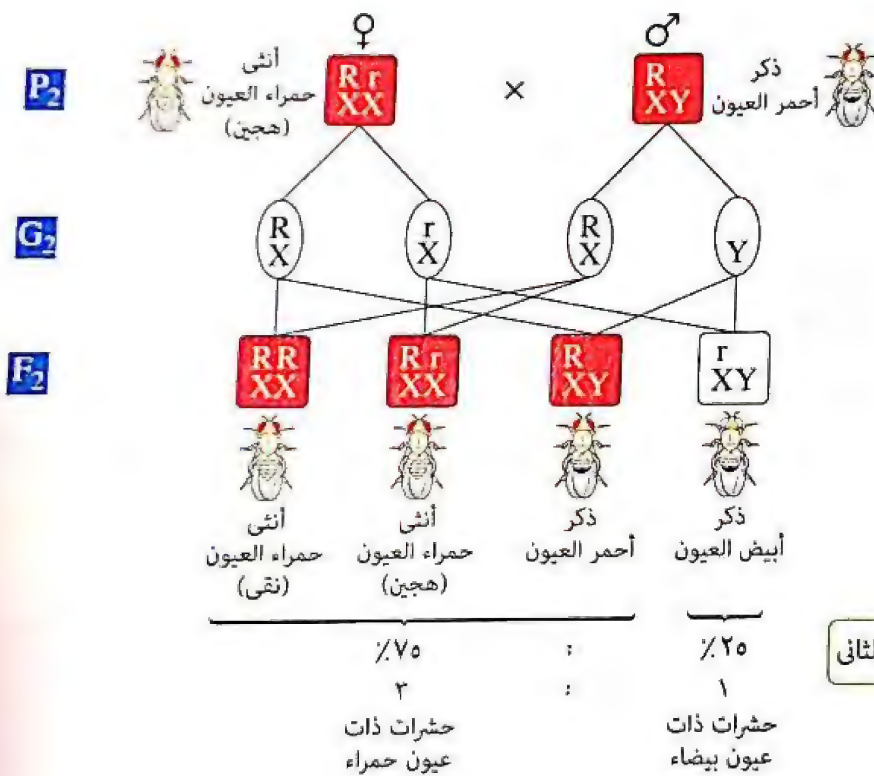 ♀ ♂
P₂
أنثى
حمراء العيون
(هجين)
R r
XX
×
R
XY
ذكر
أحمر العيون
G₂
R
X
r
X
R
X
Y
F₂
RR
XX
R r
XX
R
XY
r
XY
أنثى
حمراء العيون
(نقى)
أنثى
حمراء العيون
(هجين)
ذكر
أحمر العيون
ذكر
أبيض العيون
٪٧٥ : ٪٢٥
٣ : ١
حشرات ذات
عيون حمراء
حشرات ذات
عيون بيضاء